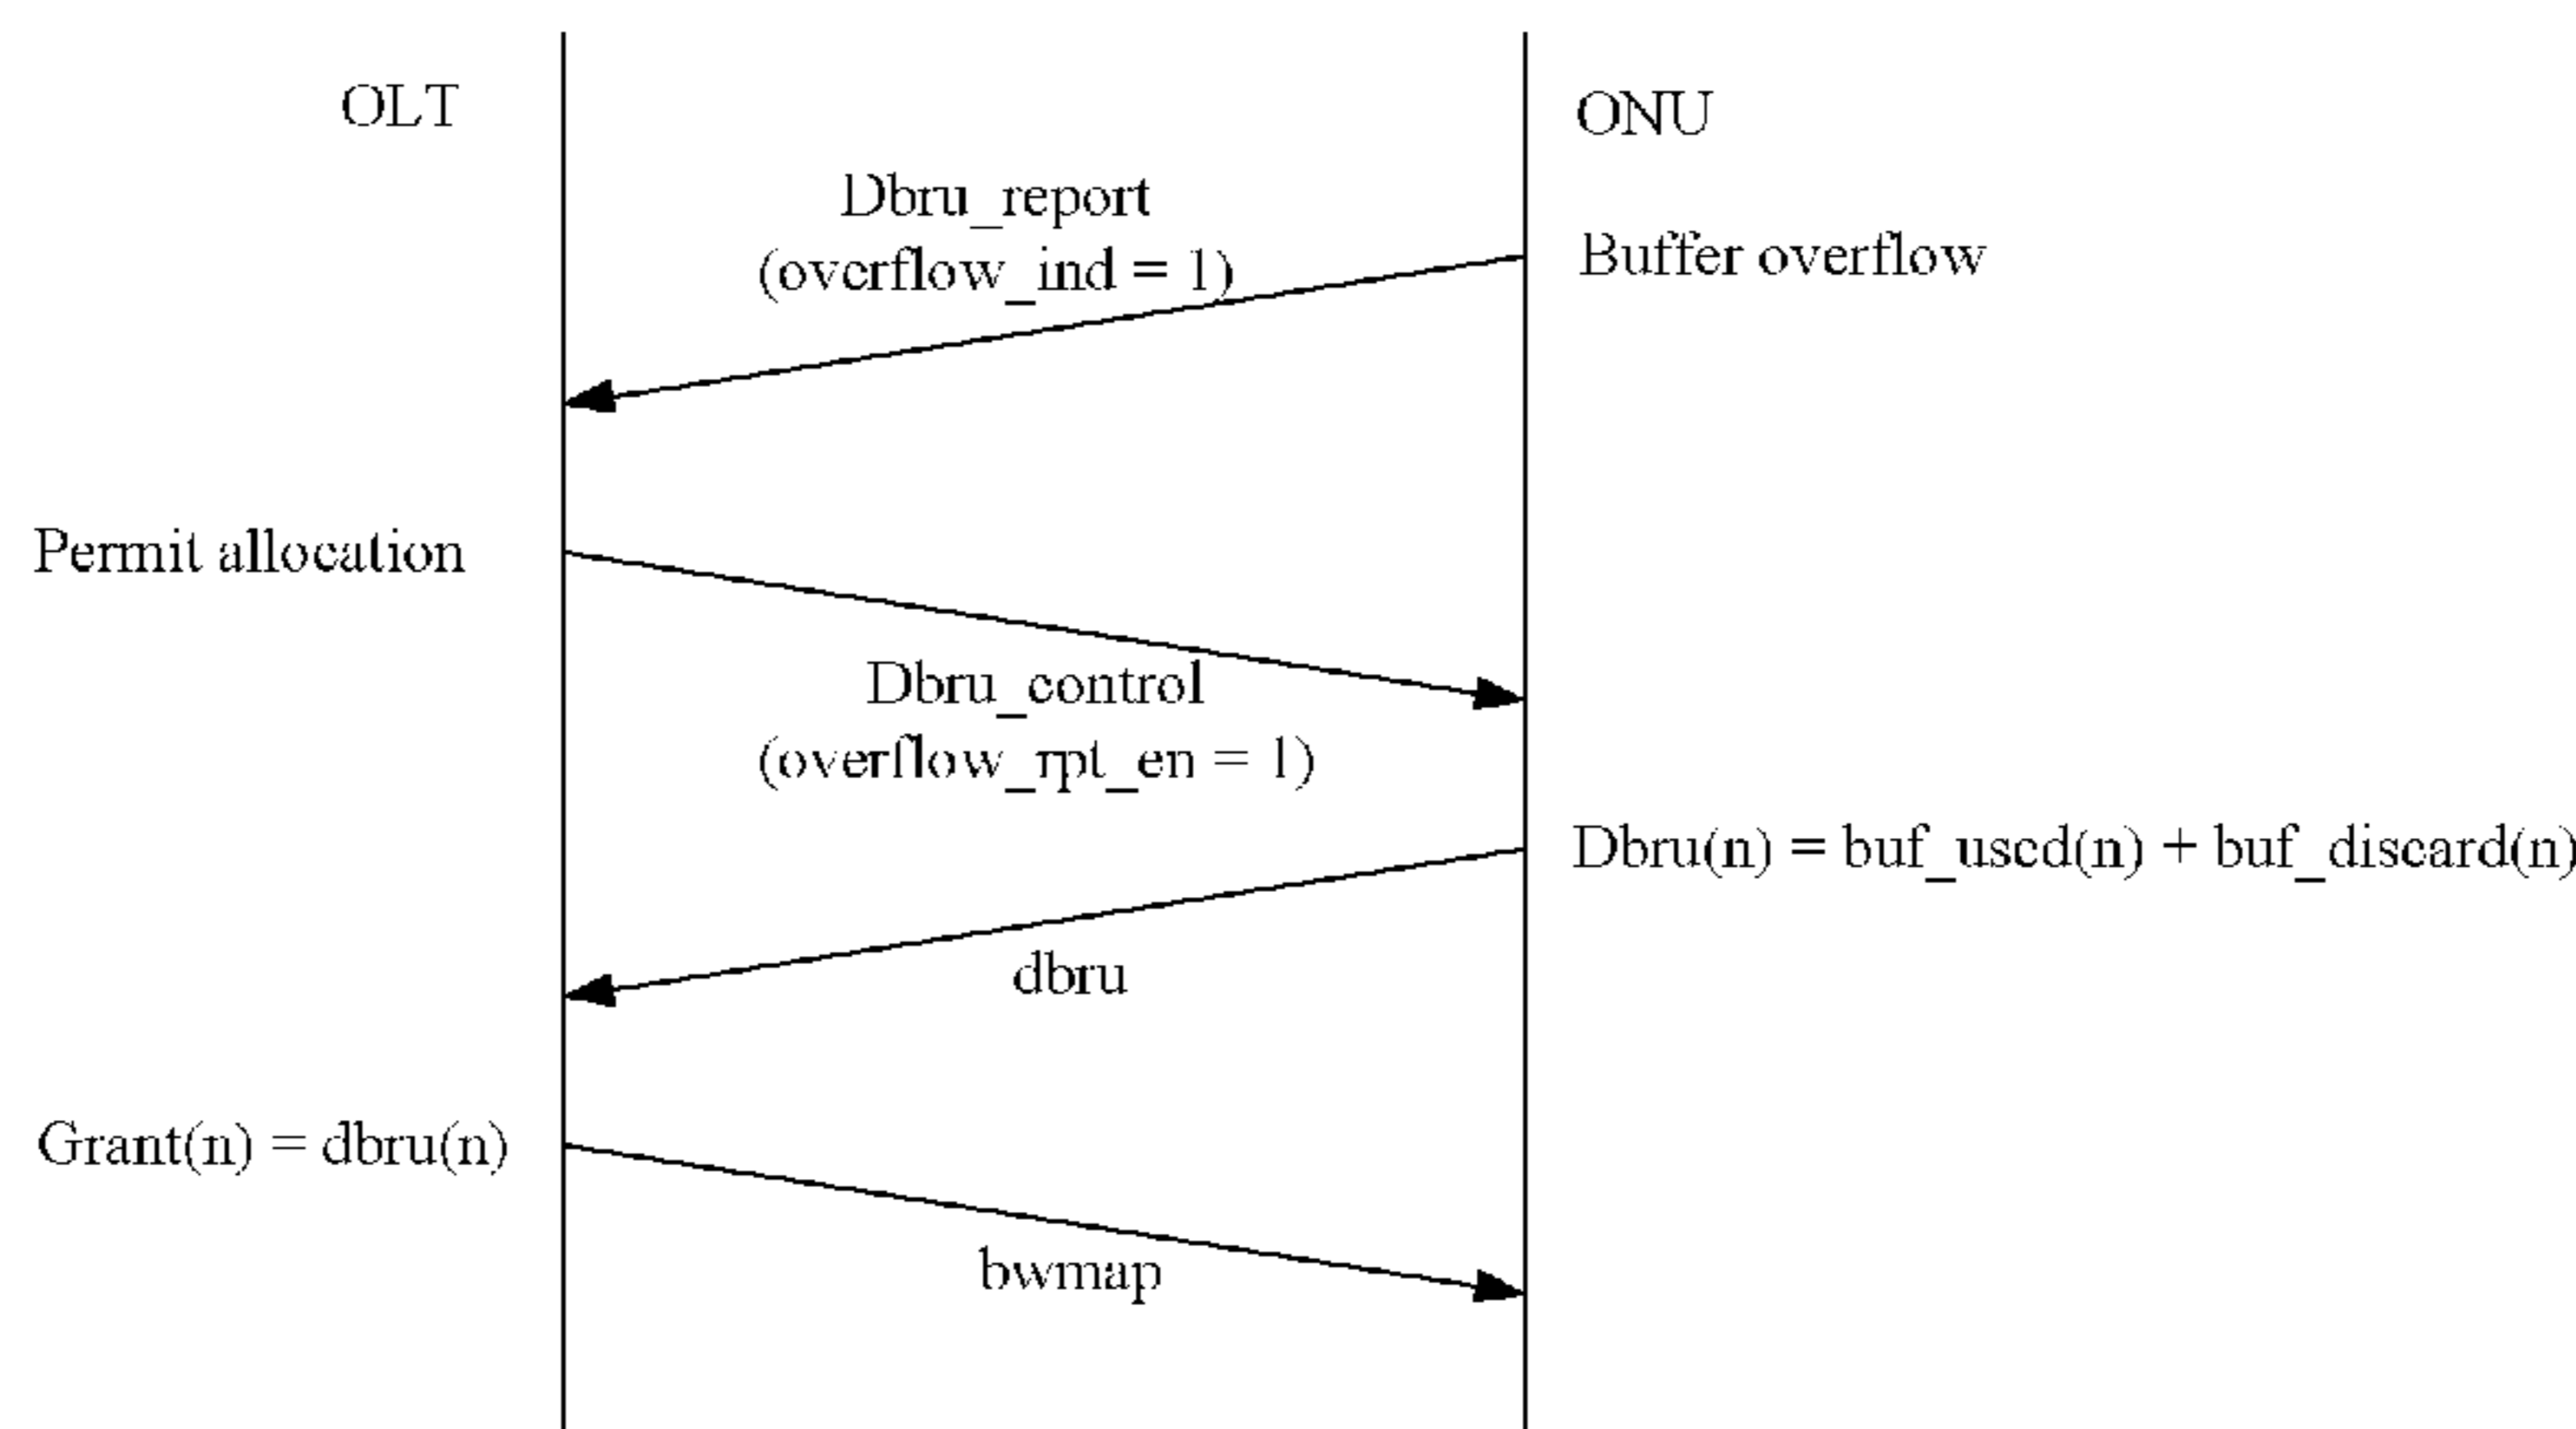 OLT
ONU
Dbru_report
(overflow_ind = 1)
Buffer overflow
Permit allocation
Dbru_control
(overflow_rpt_en = 1)
Dbru(n) = buf_used(n) + buf_discard(n)
dbru
Grant(n) = dbru(n)
bwmap